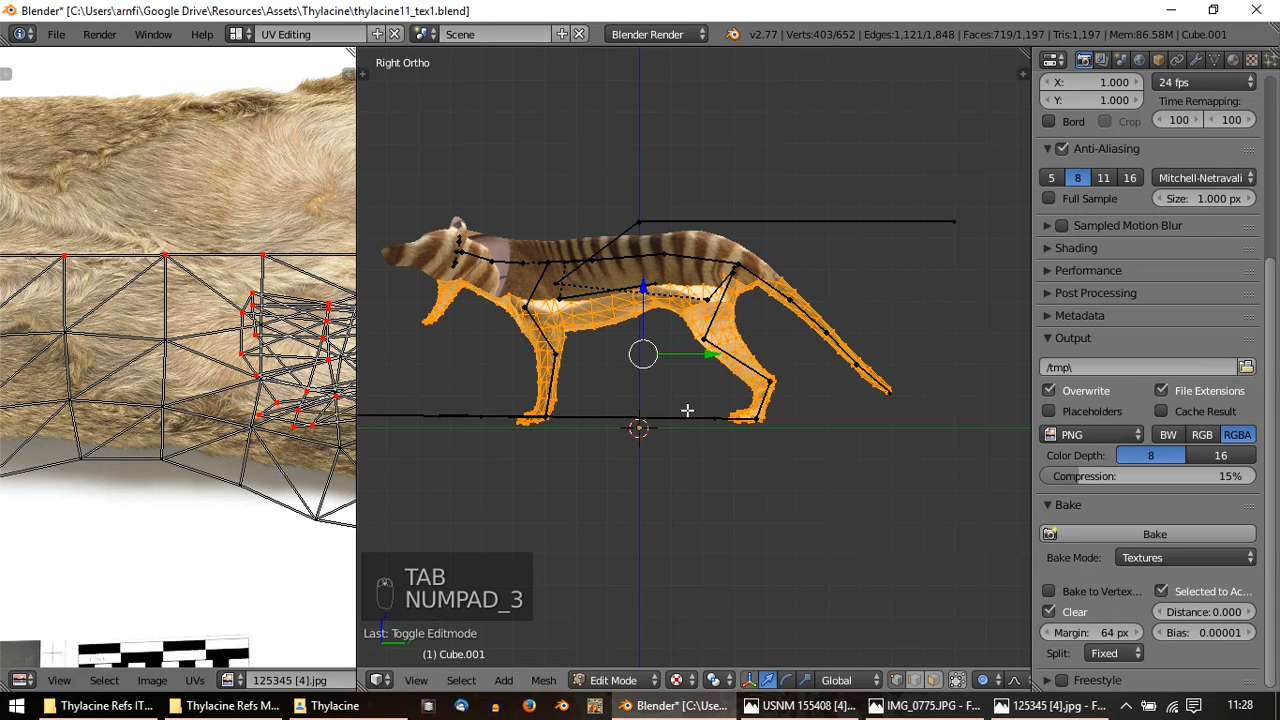 Blender* [C:\Users\arnfi\Google Drive\Resources\Assets\Thylacine\thylacine11_tex1.blend]
File Render Window Help UV Editing Scene Blender Render v2.77 | Verts:403/652 | Edges:1,121/1,848 | Faces:719/1,197 | Tris:1,197 | Mem:86.58M | Cube.001
Right Ortho
X: 1.000 24 fps
Y: 1.000 Time Remapping:
Bord Crop 100 100
Anti-Aliasing
5 8 11 16 Mitchell-Netravali
Full Sample Size: 1.000 px
Sampled Motion Blur
Shading
Performance
Post Processing
Metadata
Output
/tmp\
Overwrite File Extensions
Placeholders Cache Result
PNG BW RGB RGBA
Color Depth: 8 16
Compression: 15%
Bake
Bake
Bake Mode: Textures
Bake to Vertex... Selected to Ac...
Clear Distance: 0.000
Margin: 64 px Bias: 0.00001
Split: Fixed
Freestyle
TAB
NUMPAD_3
Last: Toggle Editmode
(1) Cube.001
View Select Image UVs 125345 [4].jpg View Select Add Mesh Edit Mode Global
Thylacine Refs IT... Thylacine Refs M... Thylacine Blender* [C:\Use... USNM 155408 [4]... IMG_0775.JPG - F... 125345 [4].jpg - F... 11:28